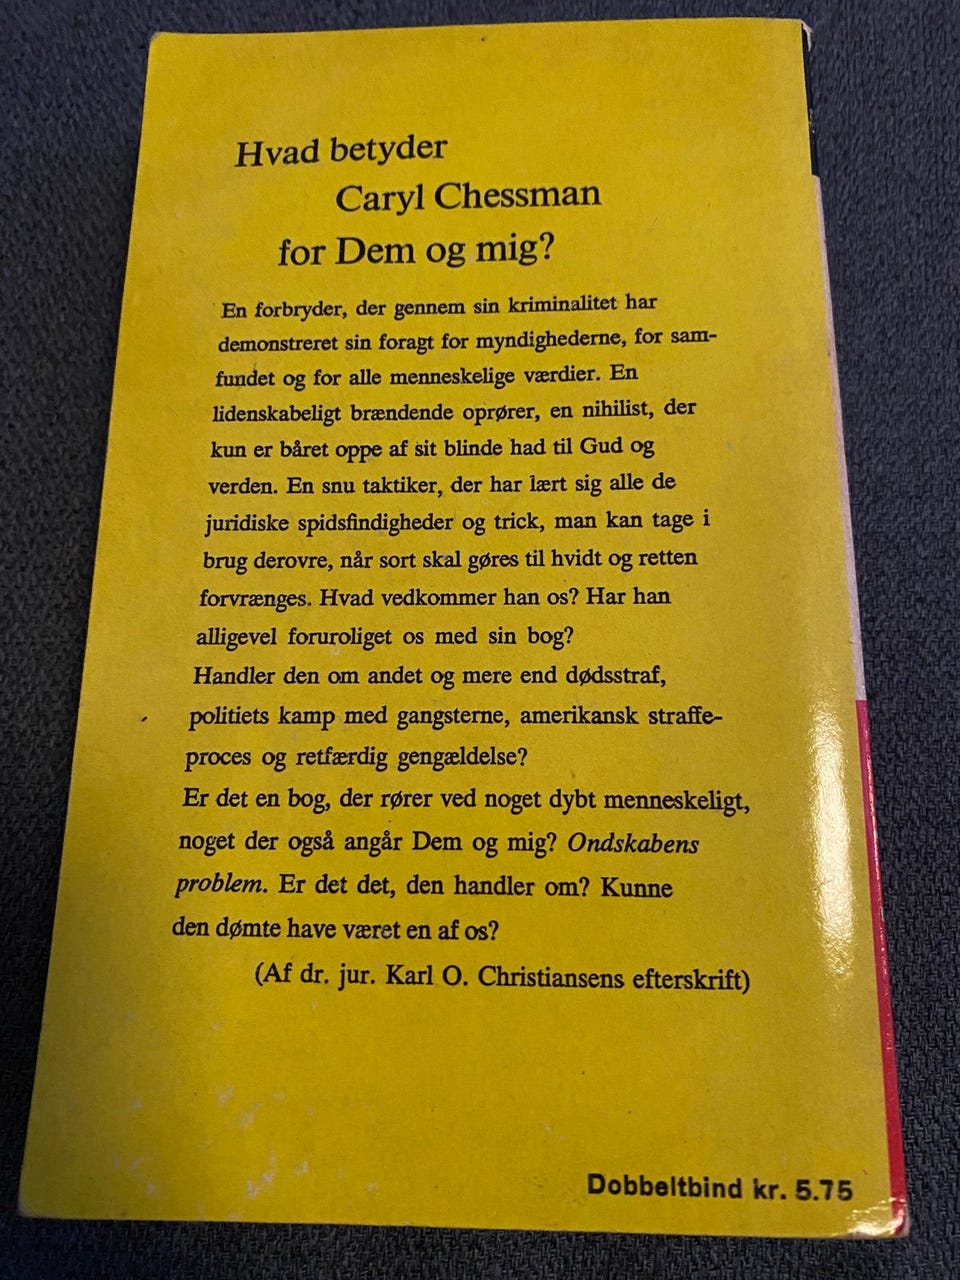 Hvad betyder
Caryl Chessman
for Dem og mig?
En forbryder, der gennem sin kriminalitet har
demonstreret sin foragt for myndighederne, for sam-
fundet og for alle menneskelige værdier. En
lidenskabeligt brændende oprører, en nihilist, der
kun er båret oppe af sit blinde had til Gud og
verden. En snu taktiker, der har lært sig alle de
juridiske spidsfindigheder og trick, man kan tage i
brug derovre, når sort skal gøres til hvidt og retten
forvrænges. Hvad vedkommer han os? Har han
alligevel foruroliget os med sin bog?
Handler den om andet og mere end dødsstraf,
politiets kamp med gangsterne, amerikansk straffe-
proces og retfærdig gengældelse?
Er det en bog, der rører ved noget dybt menneskeligt,
noget der også angår Dem og mig? Ondskabens
problem. Er det det, den handler om? Kunne
den dømte have været en af os?
(Af dr. jur. Karl O. Christiansens efterskrift)
Dobbeltbind kr. 5.75